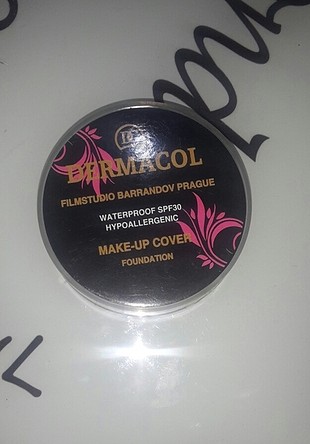 DERMACOL
FILMSTUDIO BARRANDOV PRAGUE
WATERPROOF SPF30
HYPOALLERGENIC
MAKE-UP COVER
FOUNDATION